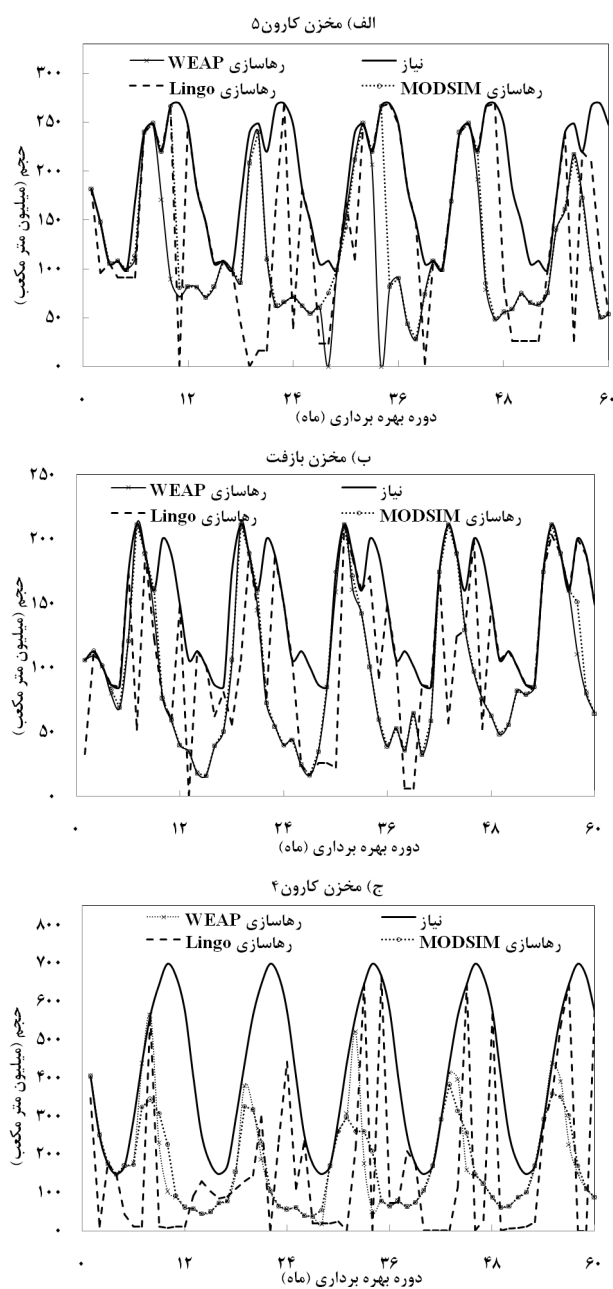 الف) مخزن کارون۵
رهاسازی WEAP
نیاز
رهاسازی Lingo
رهاسازی MODSIM
۳۰۰
۲۵۰
۲۰۰
۱۵۰
۱۰۰
۵۰
۰
حجم (میلیون متر مکعب)
۰ ۱۲ ۲۴ ۳۶ ۴۸ ۶۰
دوره بهره برداری (ماه)
ب) مخزن بازفت
رهاسازی WEAP
نیاز
رهاسازی Lingo
رهاسازی MODSIM
۲۵۰
۲۰۰
۱۵۰
۱۰۰
۵۰
۰
حجم (میلیون متر مکعب)
۰ ۱۲ ۲۴ ۳۶ ۴۸ ۶۰
دوره بهره برداری (ماه)
ج) مخزن کارون۴
رهاسازی WEAP
نیاز
رهاسازی Lingo
رهاسازی MODSIM
۸۰۰
۷۰۰
۶۰۰
۵۰۰
۴۰۰
۳۰۰
۲۰۰
۱۰۰
۰
حجم (میلیون متر مکعب)
۰ ۱۲ ۲۴ ۳۶ ۴۸ ۶۰
دوره بهره برداری (ماه)